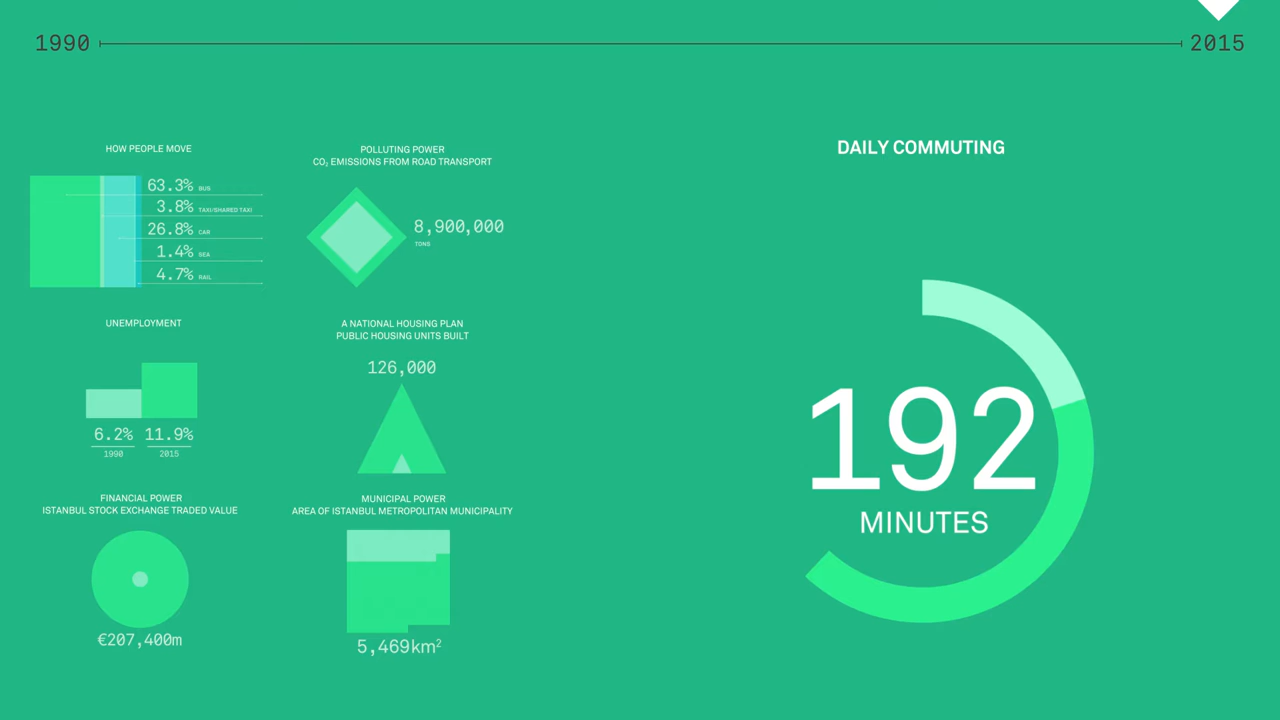 1990
2015
HOW PEOPLE MOVE
63.3% BUS
3.8% TAXI/SHARED TAXI
26.8% CAR
1.4% SEA
4.7% RAIL
POLLUTING POWER
CO₂ EMISSIONS FROM ROAD TRANSPORT
8,900,000
TONS
UNEMPLOYMENT
6.2% 11.9%
1990 2015
A NATIONAL HOUSING PLAN
PUBLIC HOUSING UNITS BUILT
126,000
FINANCIAL POWER
ISTANBUL STOCK EXCHANGE TRADED VALUE
€207,400m
MUNICIPAL POWER
AREA OF ISTANBUL METROPOLITAN MUNICIPALITY
5,469km²
DAILY COMMUTING
192
MINUTES